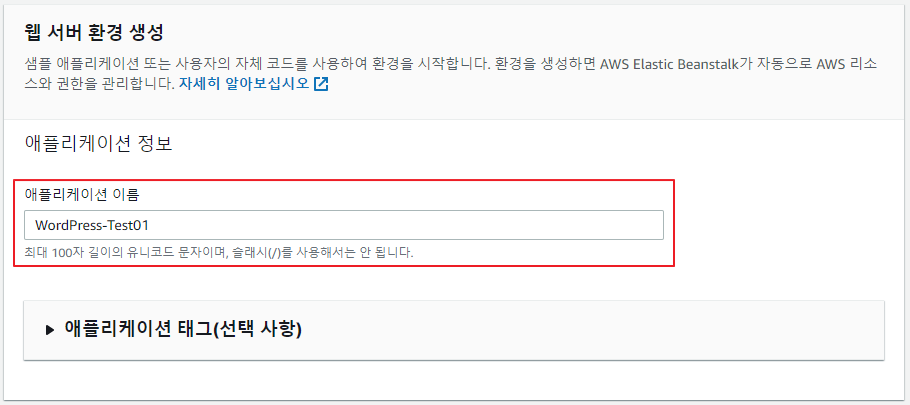 웹 서버 환경 생성
샘플 애플리케이션 또는 사용자의 자체 코드를 사용하여 환경을 시작합니다. 환경을 생성하면 AWS Elastic Beanstalk가 자동으로 AWS 리소
스와 권한을 관리합니다. 자세히 알아보십시오
애플리케이션 정보
애플리케이션 이름
WordPress-Test01
최대 100자 길이의 유니코드 문자이며, 슬래시(/)를 사용해서는 안 됩니다.
애플리케이션 태그(선택 사항)